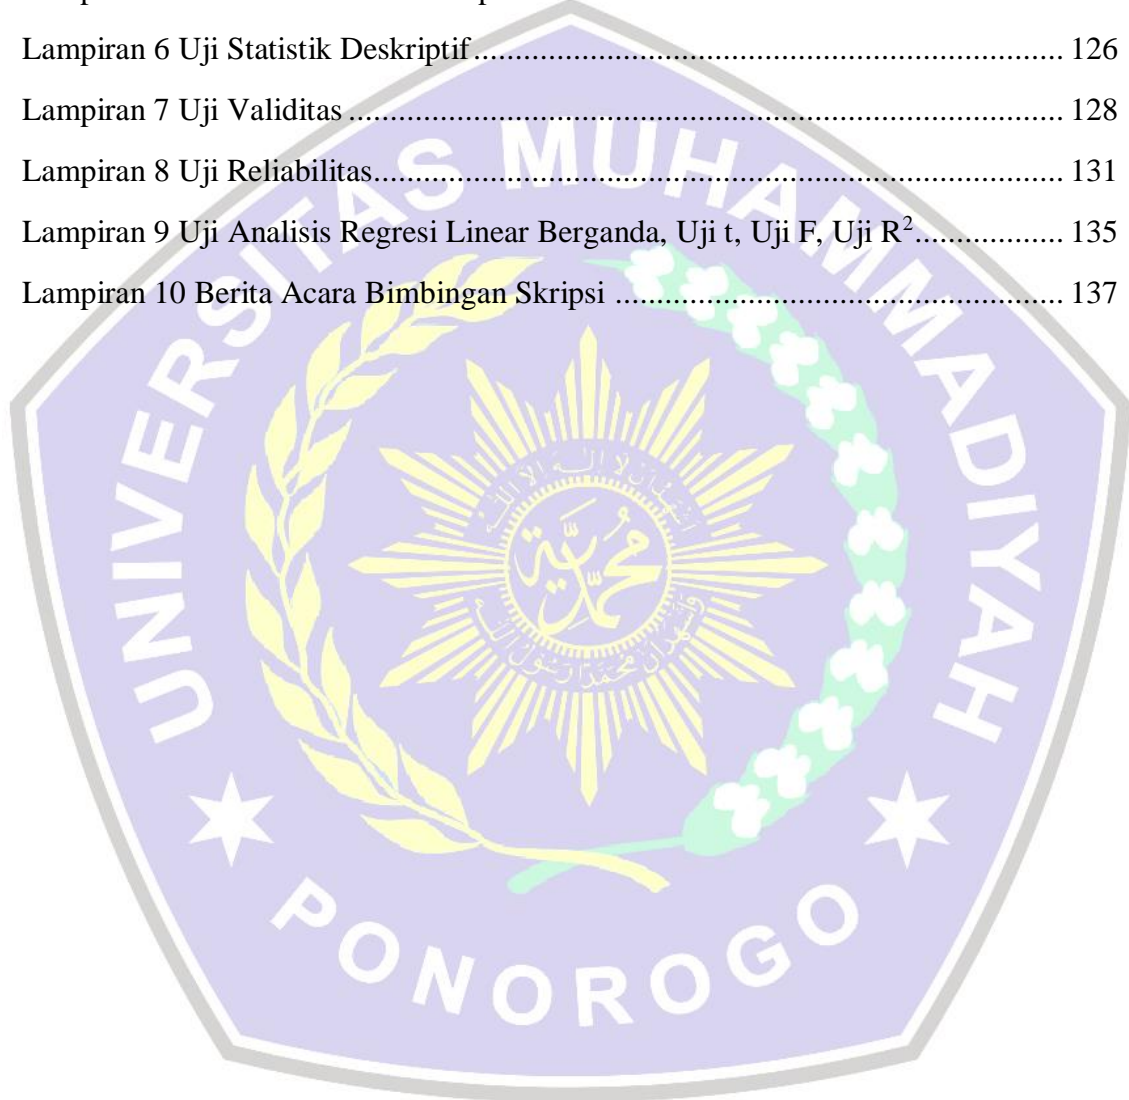 Lampiran 6 Uji Statistik Deskriptif........................................................................ 126
Lampiran 7 Uji Validitas ....................................................................................... 128
Lampiran 8 Uji Reliabilitas.................................................................................... 131
Lampiran 9 Uji Analisis Regresi Linear Berganda, Uji t, Uji F, Uji R²................. 135
Lampiran 10 Berita Acara Bimbingan Skripsi ...................................................... 137
UNIVERSITAS MUHAMMADIYAH
محمدية
PONOROGO